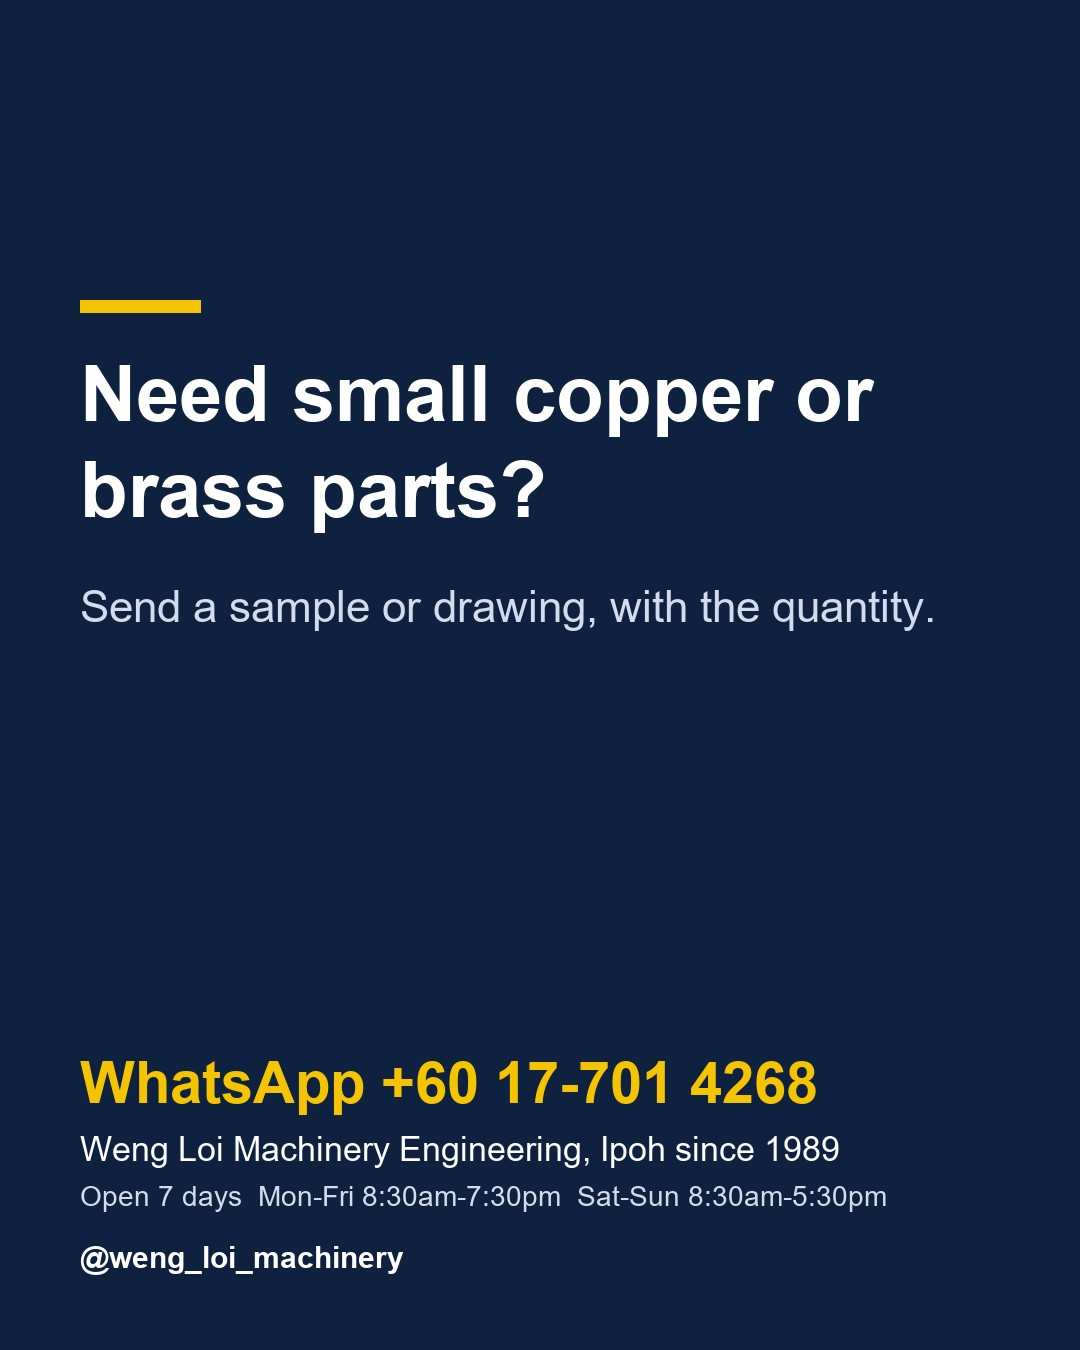 Need small copper or
brass parts?
Send a sample or drawing, with the quantity.
WhatsApp +60 17-701 4268
Weng Loi Machinery Engineering, Ipoh since 1989
Open 7 days  Mon-Fri 8:30am-7:30pm  Sat-Sun 8:30am-5:30pm
@weng_loi_machinery